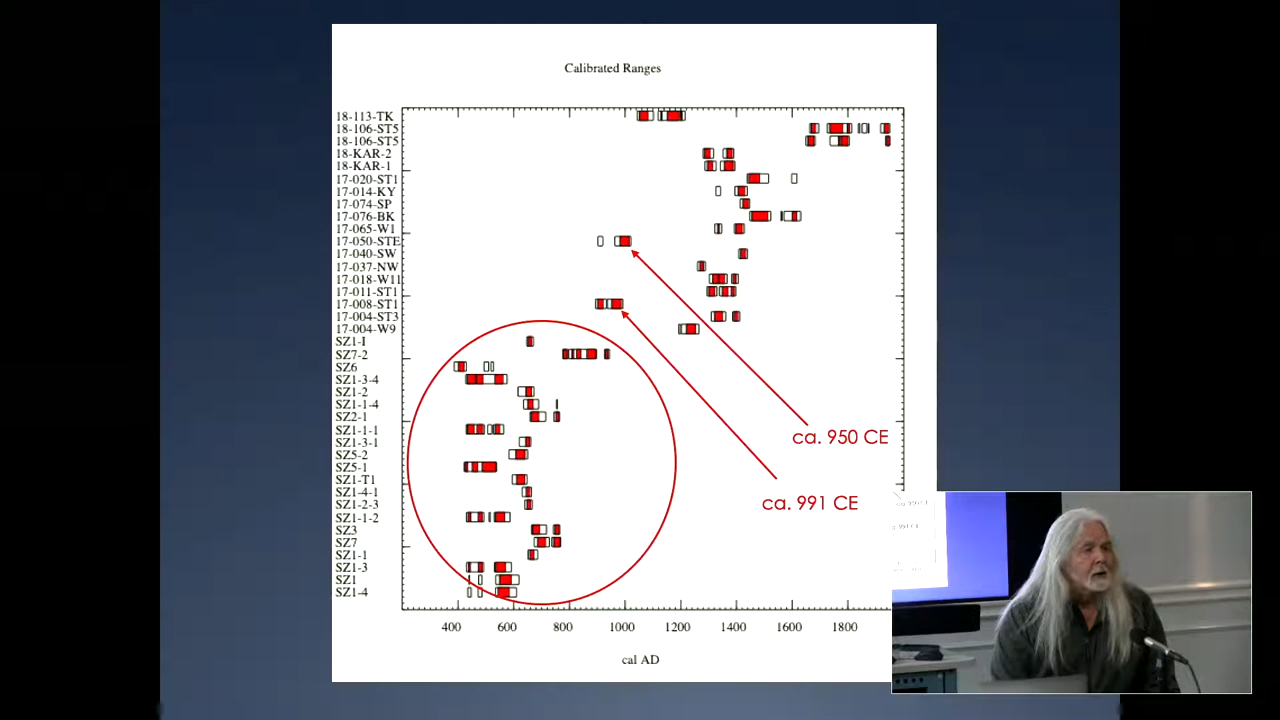 Calibrated Ranges
18-113-TK
18-106-ST5
18-106-ST5
18-KAR-2
18-KAR-1
17-020-ST1
17-014-KY
17-074-SP
17-076-BK
17-065-W1
17-050-STE
17-040-SW
17-037-NW
17-018-W11
17-011-ST1
17-008-ST1
17-004-ST3
17-004-W9
SZ1-I
SZ7-2
SZ6
SZ1-3-4
SZ1-2
SZ1-1-4
SZ2-1
SZ1-1-1
SZ1-3-1
SZ5-2
SZ5-1
SZ1-T1
SZ1-4-1
SZ1-2-3
SZ1-1-2
SZ3
SZ7
SZ1-1
SZ1-3
SZ1
SZ1-4
ca. 950 CE
ca. 991 CE
400 600 800 1000 1200 1400 1600 1800
cal AD